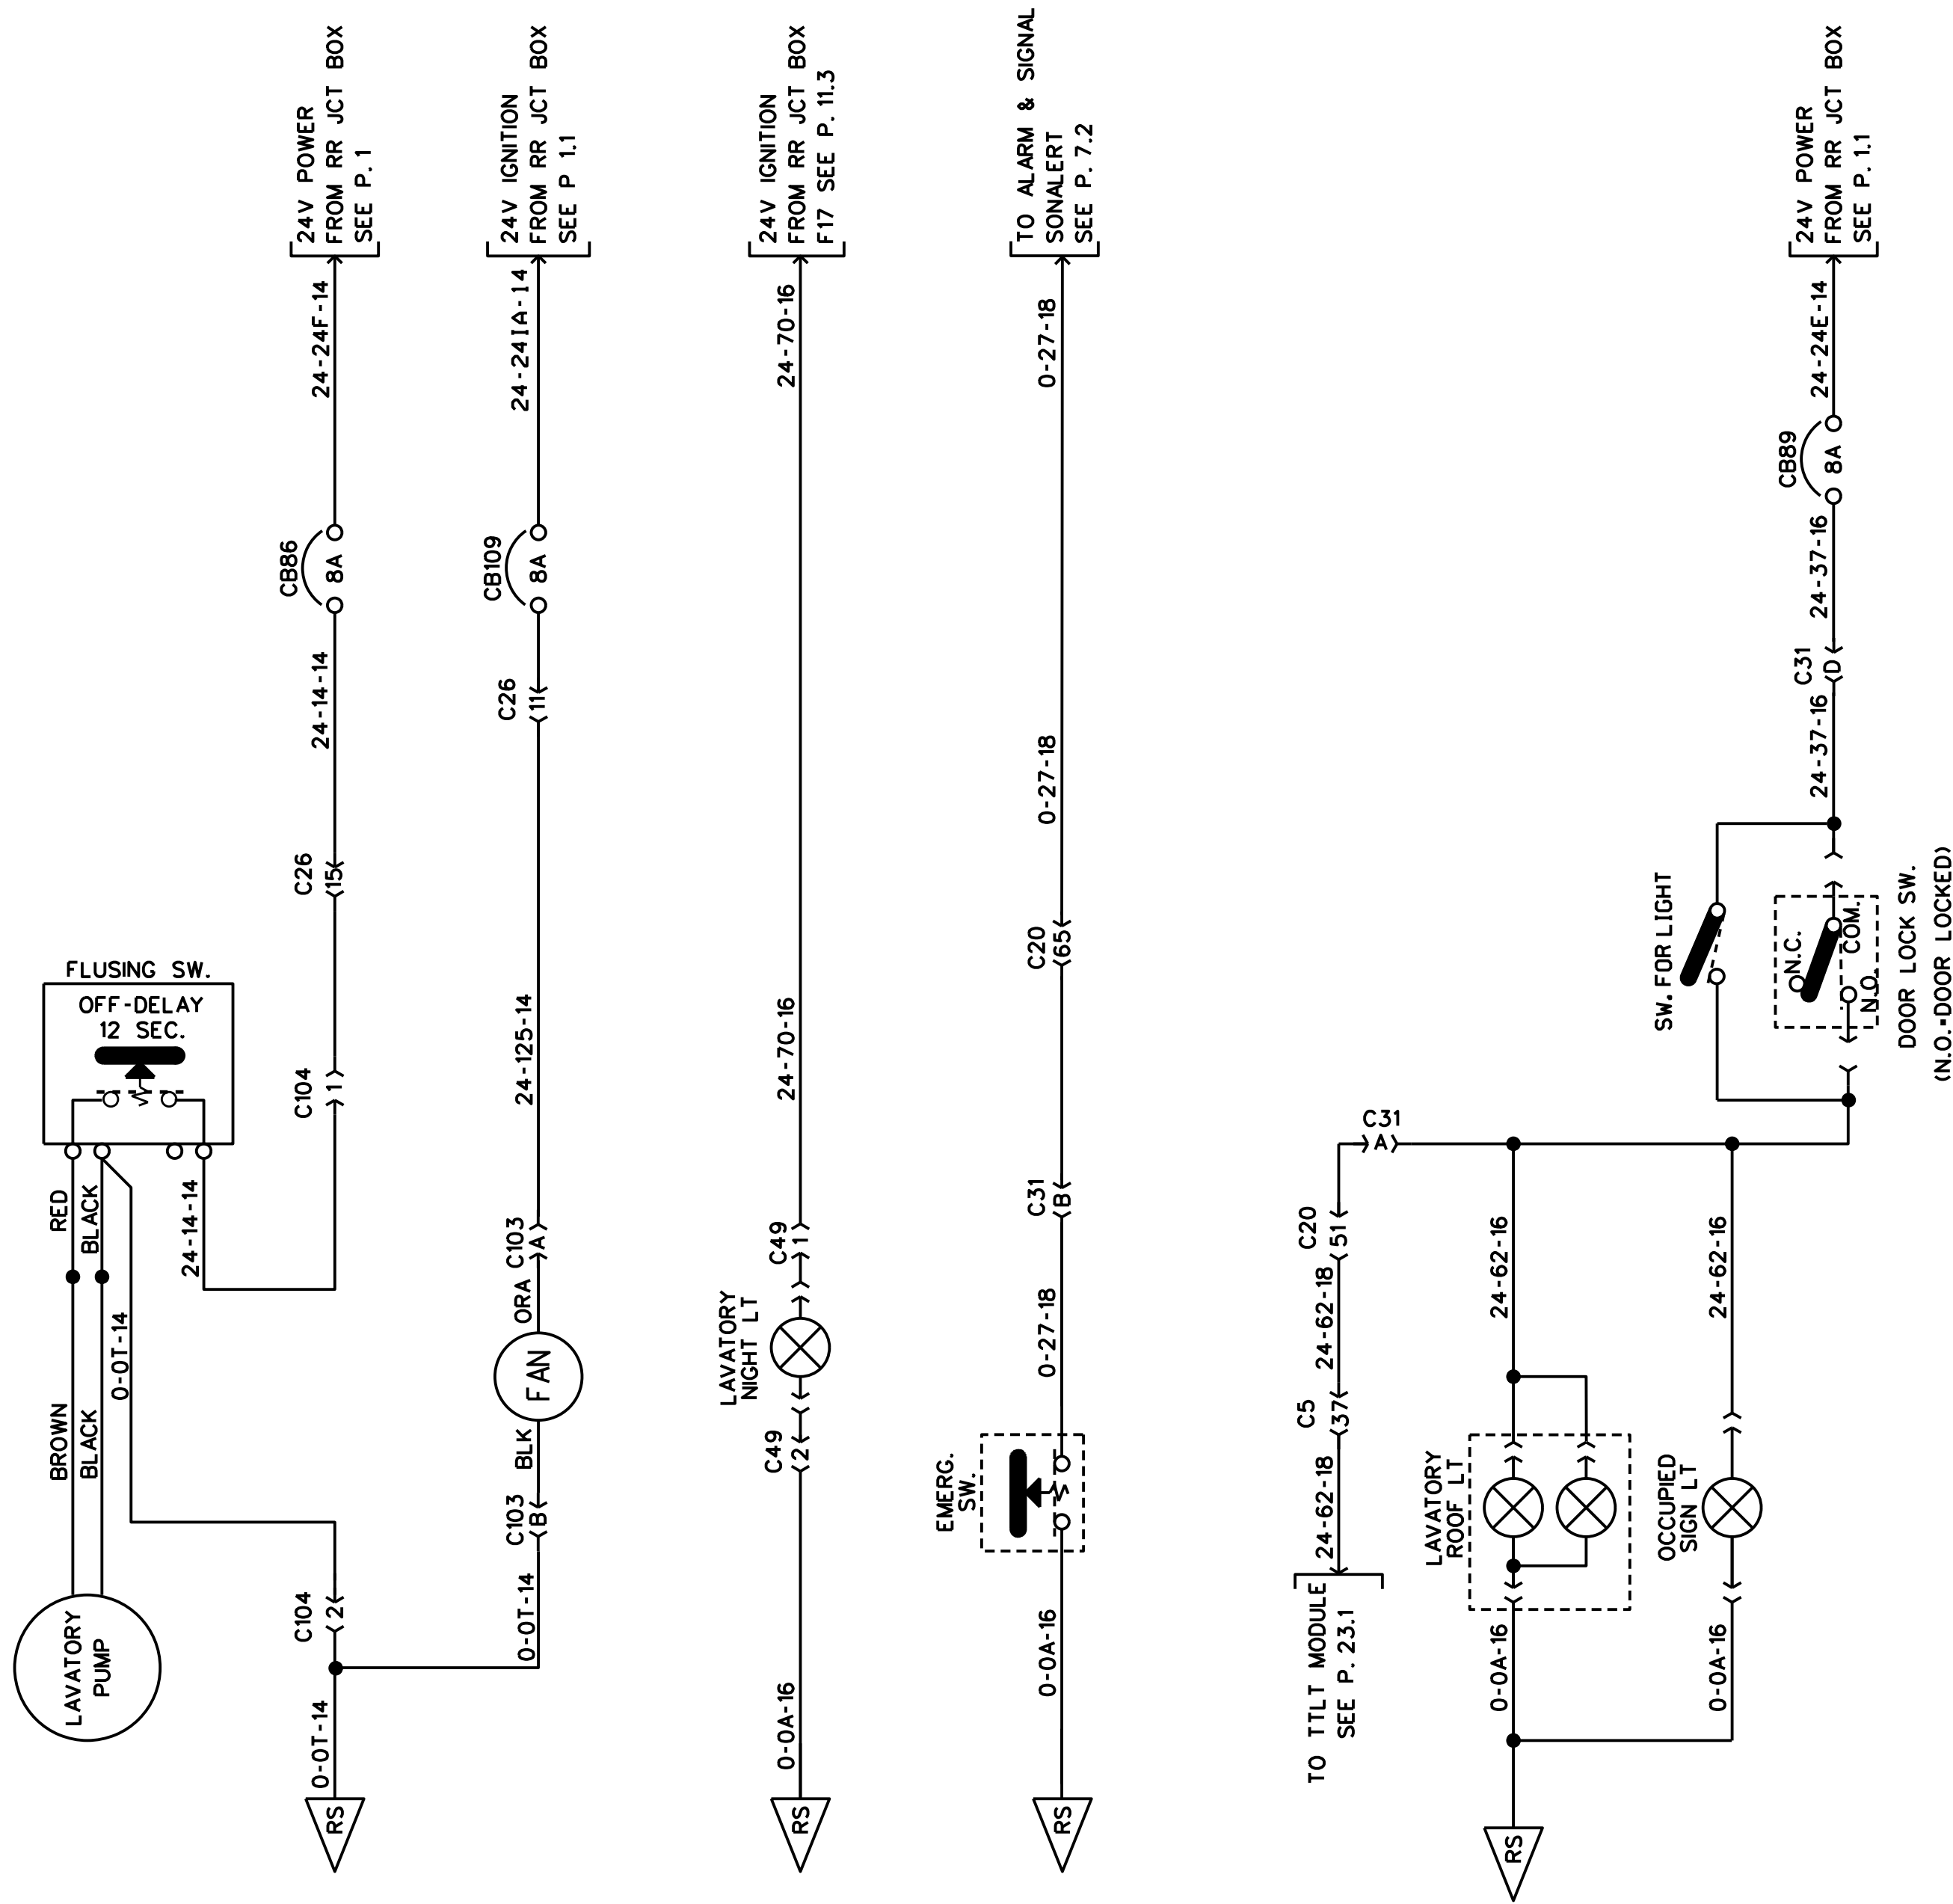 24V POWER
FROM RR JCT BOX
SEE P. 1
24-24F-14
CB86
8A
24-14-14
C26
15
C104
1
FLUSING SW.
OFF-DELAY
12 SEC.
24-14-14
RED
BLACK
0-0T-14
BROWN
BLACK
LAVATORY
PUMP
C104
2
0-0T-14
RS
24V IGNITION
FROM RR JCT BOX
SEE P 1.1
24-24IA-14
CB109
8A
C26
11
24-125-14
C103
A
ORA
FAN
BLK
C103
B
0-0T-14
24V IGNITION
FROM RR JCT BOX
F17 SEE P. 11.3
24-70-16
24-70-16
C49
1
LAVATORY
NIGHT LT
C49
2
0-0A-16
RS
TO ALARM & SIGNAL
SONALERT
SEE P. 7.2
0-27-18
0-27-18
C20
65
C31
B
0-27-18
EMERG.
SW.
0-0A-16
RS
24V POWER
FROM RR JCT BOX
SEE P. 1.1
24-24E-14
CB89
8A
24-37-16
C31
D
24-37-16
SW. FOR LIGHT
N.C.
COM.
N.O.
DOOR LOCK SW.
(N.O.=DOOR LOCKED)
C31
A
C20
51
24-62-18
C5
37
24-62-18
TO TTLT MODULE
SEE P. 23.1
24-62-16
24-62-16
LAVATORY
ROOF LT
OCCUPIED
SIGN LT
0-0A-16
0-0A-16
RS